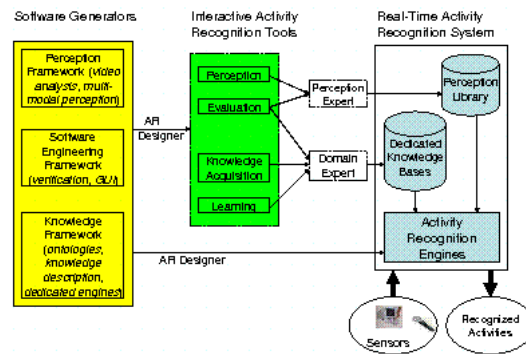 Software Generators
Interactive Activity
Recognition Tools
Real-Time Activity
Recognition System
Perception
Framework (video
analysis, multi-
modal perception)
Software
Engineering
Framework
(verification, GUI)
Knowledge
Framework
(ontologies,
knowledge
description,
dedicated engines)
AR
Designer
AR Designer
Perception
Evaluation
Knowledge
Acquisition
Learning
Perception
Expert
Domain
Expert
Perception
Library
Dedicated
Knowledge
Bases
Activity
Recognition
Engines
Sensors
Recognized
Activities